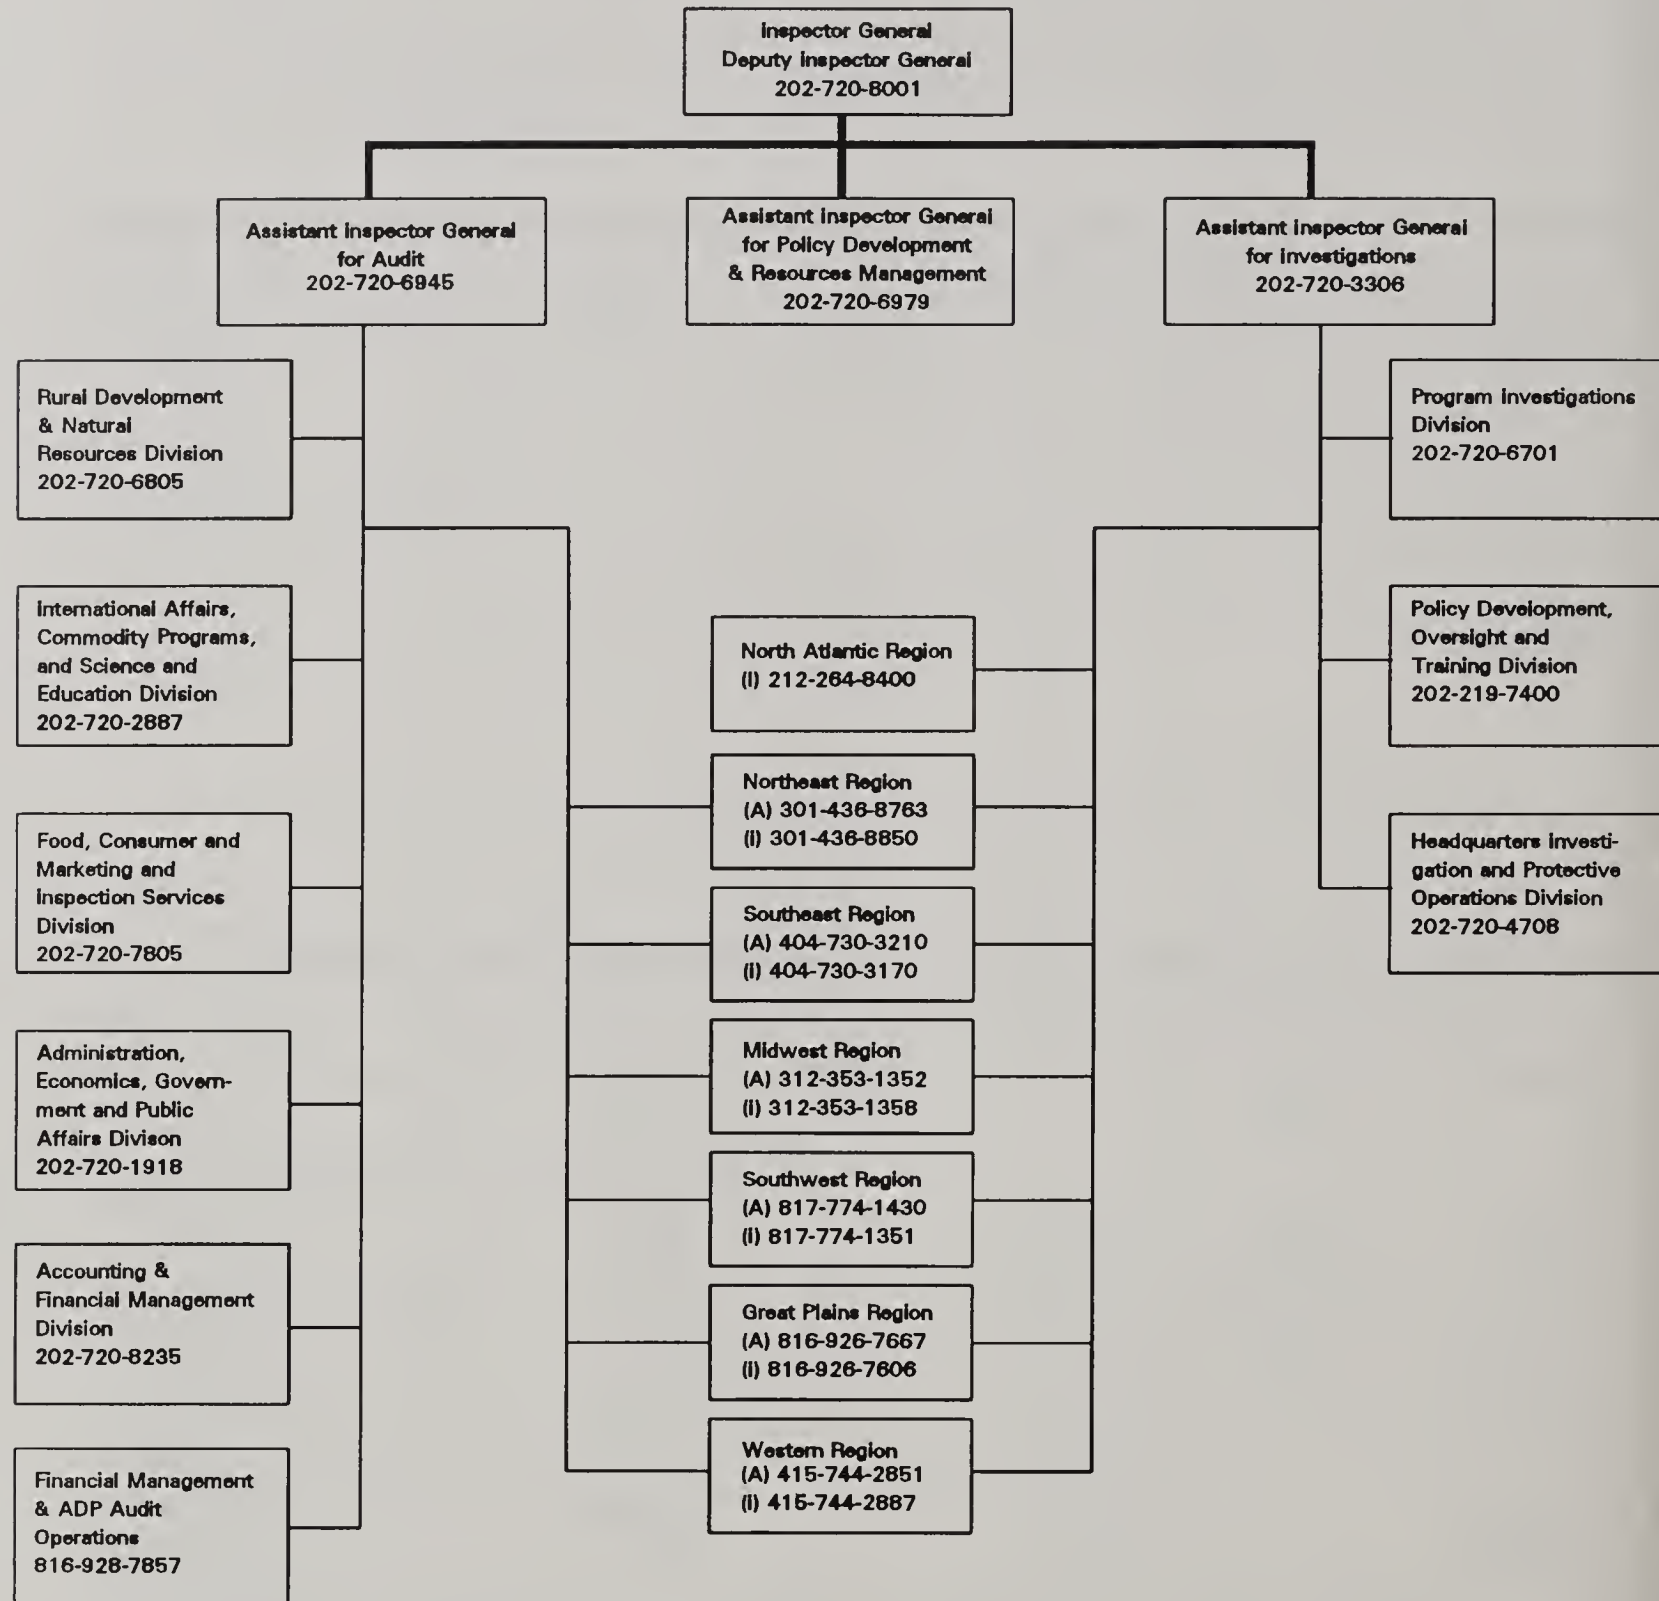 Inspector General
Deputy Inspector General
202-720-8001
Assistant Inspector General
for Audit
202-720-6945
Assistant Inspector General
for Policy Development
& Resources Management
202-720-6979
Assistant Inspector General
for Investigations
202-720-3306
Rural Development
& Natural
Resources Division
202-720-6805
International Affairs,
Commodity Programs,
and Science and
Education Division
202-720-2887
Food, Consumer and
Marketing and
Inspection Services
Division
202-720-7805
Administration,
Economics, Govern-
ment and Public
Affairs Divison
202-720-1918
Accounting &
Financial Management
Division
202-720-8235
Financial Management
& ADP Audit
Operations
816-928-7857
North Atlantic Region
(I) 212-264-8400
Northeast Region
(A) 301-436-8763
(I) 301-436-8850
Southeast Region
(A) 404-730-3210
(I) 404-730-3170
Midwest Region
(A) 312-353-1352
(I) 312-353-1358
Southwest Region
(A) 817-774-1430
(I) 817-774-1351
Great Plains Region
(A) 816-926-7667
(I) 816-926-7606
Western Region
(A) 415-744-2851
(I) 415-744-2887
Program Investigations
Division
202-720-6701
Policy Development,
Oversight and
Training Division
202-219-7400
Headquarters Investi-
gation and Protective
Operations Division
202-720-4708